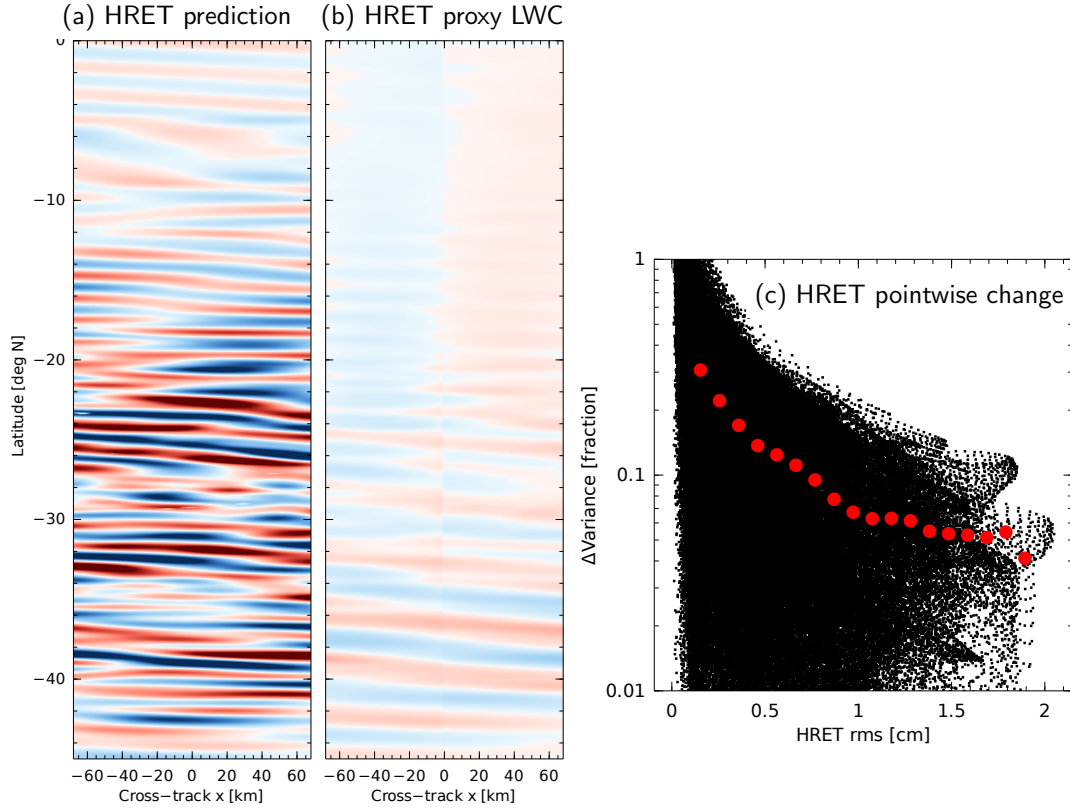 (a) HRET prediction
(b) HRET proxy LWC
0
−10
−20
−30
−40
Latitude [deg N]
−60 −40 −20 0 20 40 60
Cross−track x [km]
−60 −40 −20 0 20 40 60
Cross−track x [km]
(c) HRET pointwise change
1
0.1
0.01
ΔVariance [fraction]
0 0.5 1 1.5 2
HRET rms [cm]